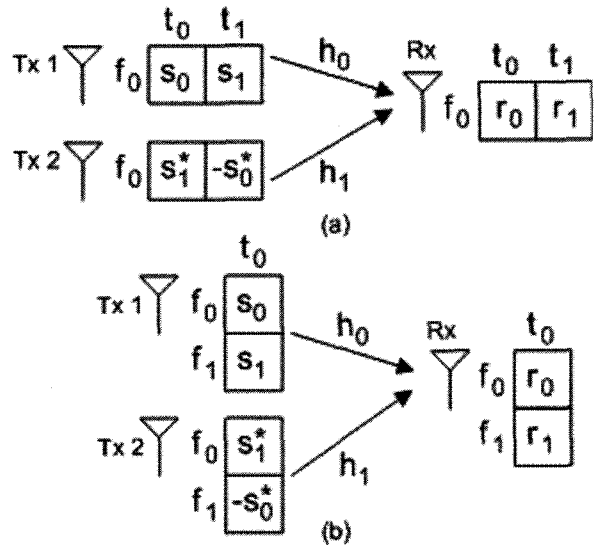 t₀ t₁
Tx 1 f₀ s₀ s₁ h₀ Rx t₀ t₁
f₀ r₀ r₁
Tx 2 f₀ s₁* -s₀* h₁
(a)
t₀
Tx 1 f₀ s₀ h₀ Rx t₀
f₁ s₁ f₀ r₀
Tx 2 f₀ s₁* h₁ f₁ r₁
f₁ -s₀*
(b)